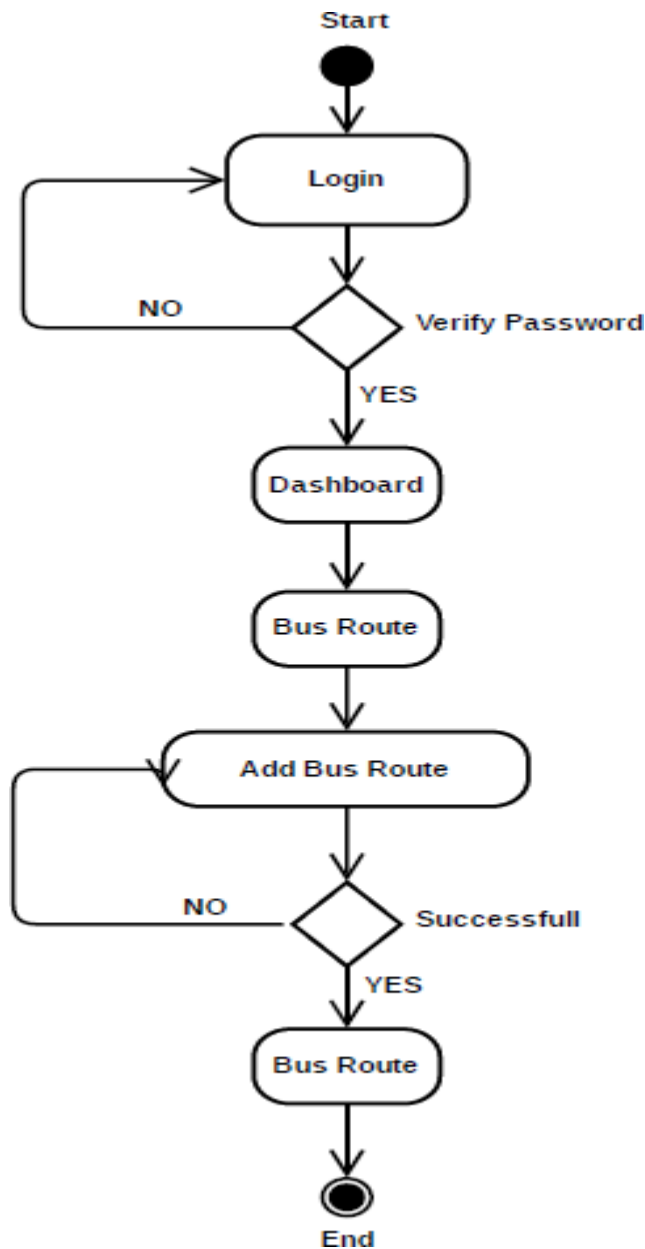 Start
Login
NO
Verify Password
YES
Dashboard
Bus Route
Add Bus Route
NO
Successfull
YES
Bus Route
End